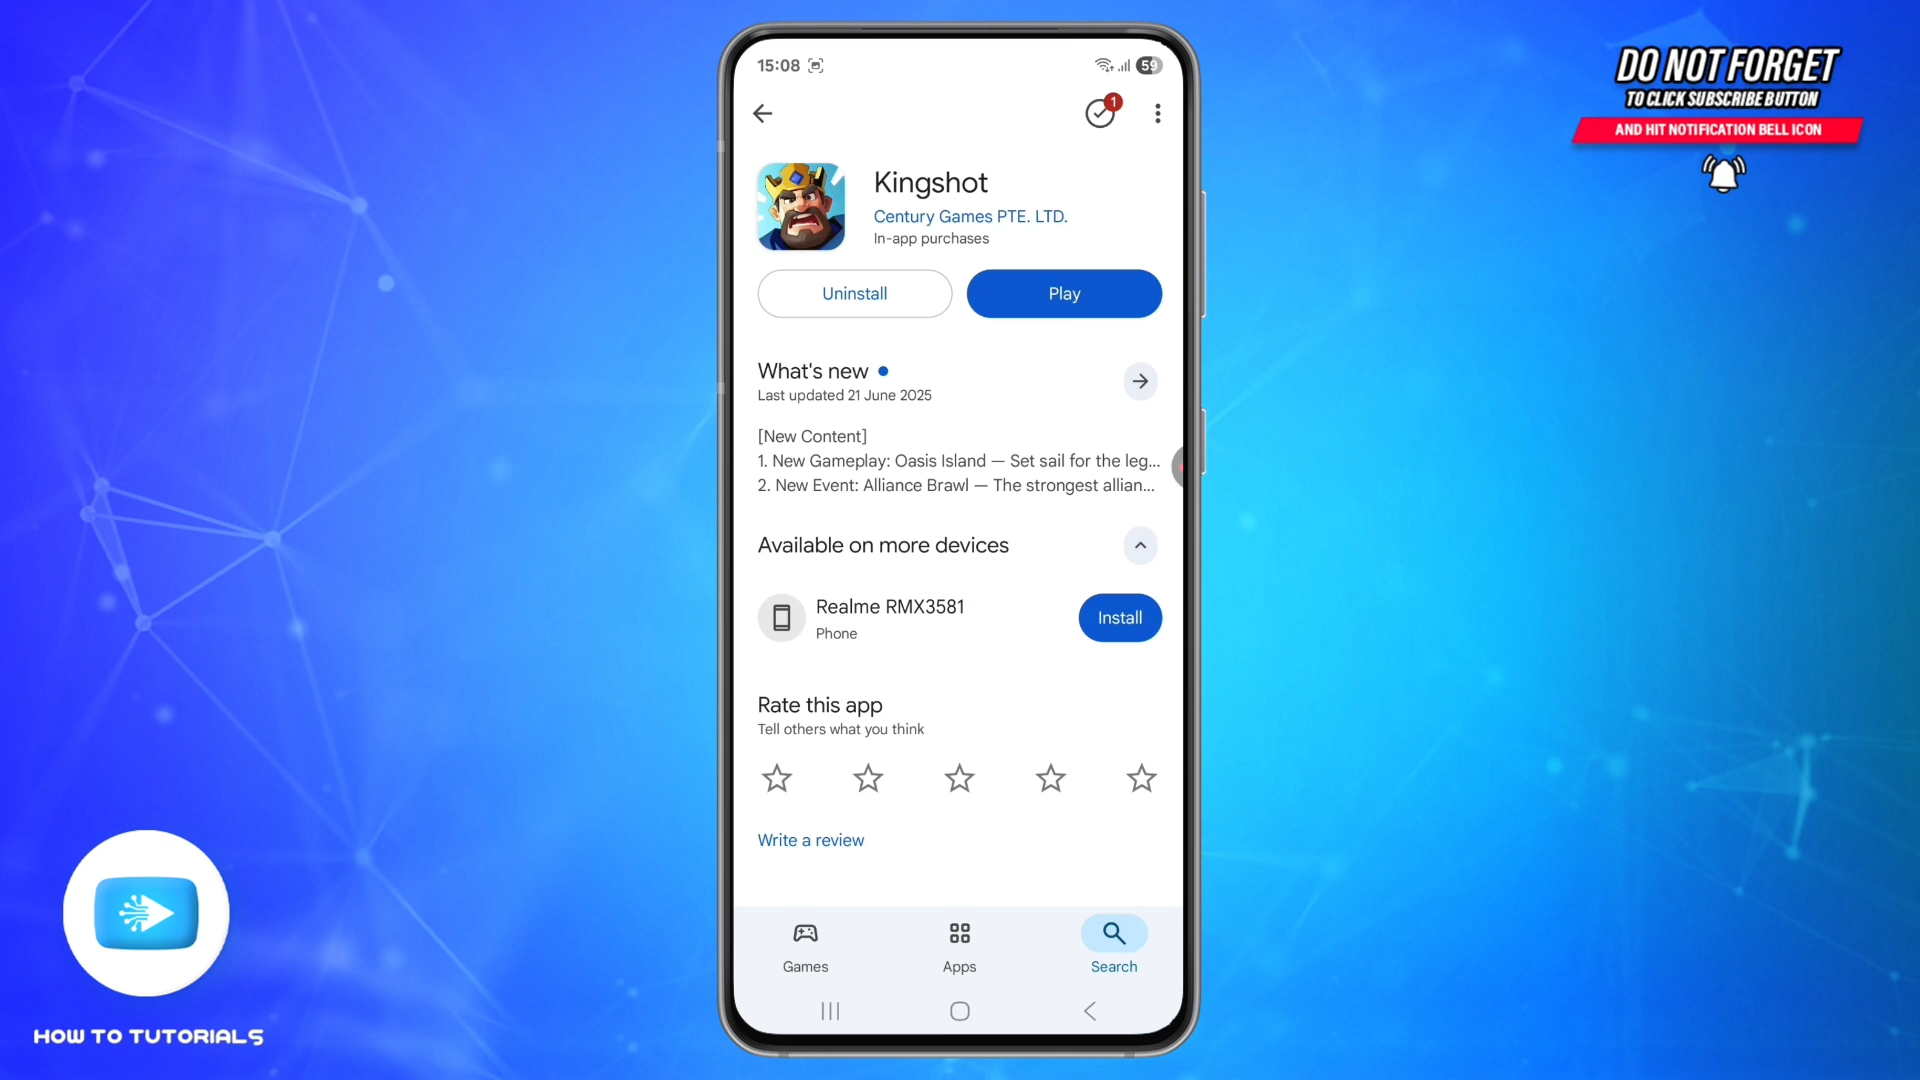 15:08
59
1
Kingshot
Century Games PTE. LTD.
In-app purchases
Uninstall
Play
What's new
Last updated 21 June 2025
[New Content]
1. New Gameplay: Oasis Island — Set sail for the leg...
2. New Event: Alliance Brawl — The strongest allian...
Available on more devices
Realme RMX3581
Phone
Install
Rate this app
Tell others what you think
Write a review
Games
Apps
Search
DO NOT FORGET
TO CLICK SUBSCRIBE BUTTON
AND HIT NOTIFICATION BELL ICON
HOW TO TUTORIALS